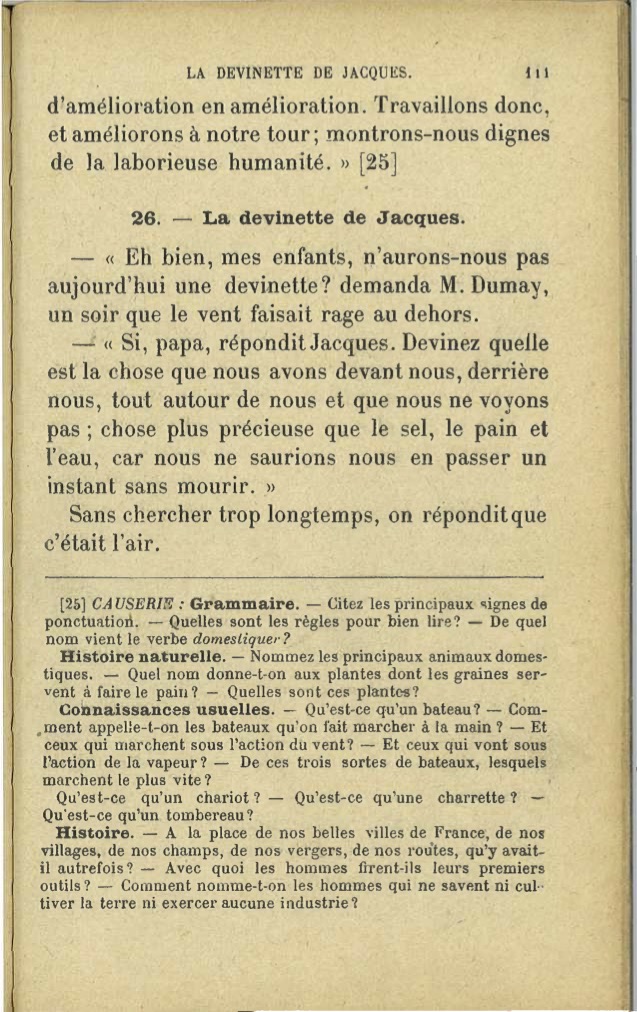 LA DEVINETTE DE JACQUES. 111
d'amélioration en amélioration. Travaillons donc,
et améliorons à notre tour ; montrons-nous dignes
de la laborieuse humanité. » [25]
26. — La devinette de Jacques.
— « Eh bien, mes enfants, n'aurons-nous pas
aujourd'hui une devinette ? demanda M. Dumay,
un soir que le vent faisait rage au dehors.
— « Si, papa, répondit Jacques. Devinez quelle
est la chose que nous avons devant nous, derrière
nous, tout autour de nous et que nous ne voyons
pas ; chose plus précieuse que le sel, le pain et
l'eau, car nous ne saurions nous en passer un
instant sans mourir. »
Sans chercher trop longtemps, on répondit que
c'était l'air.
[25] CAUSERIE : Grammaire. — Citez les principaux signes de
ponctuation. — Quelles sont les règles pour bien lire ? — De quel
nom vient le verbe domestiquer ?
Histoire naturelle. — Nommez les principaux animaux domes-
tiques. — Quel nom donne-t-on aux plantes dont les graines ser-
vent à faire le pain ? — Quelles sont ces plantes ?
Connaissances usuelles. — Qu'est-ce qu'un bateau ? — Com-
ment appelle-t-on les bateaux qu'on fait marcher à la main ? — Et
ceux qui marchent sous l'action du vent ? — Et ceux qui vont sous
l'action de la vapeur ? — De ces trois sortes de bateaux, lesquels
marchent le plus vite ?
Qu'est-ce qu'un chariot ? — Qu'est-ce qu'une charrette ? —
Qu'est-ce qu'un tombereau ?
Histoire. — A la place de nos belles villes de France, de nos
villages, de nos champs, de nos vergers, de nos routes, qu'y avait-
il autrefois ? — Avec quoi les hommes firent-ils leurs premiers
outils ? — Comment nomme-t-on les hommes qui ne savent ni cul-
tiver la terre ni exercer aucune industrie ?